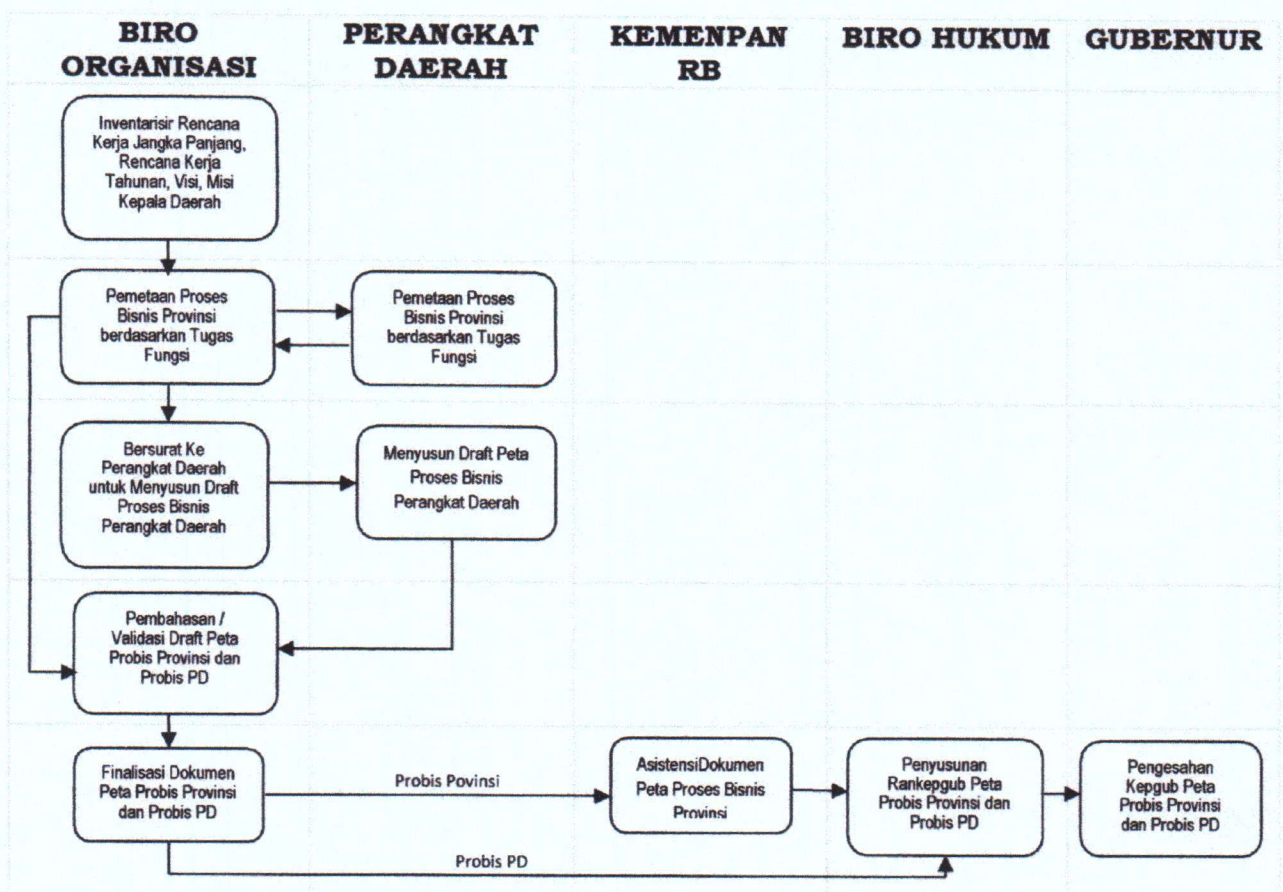 BIRO
ORGANISASI
PERANGKAT
DAERAH
KEMENPAN
RB
BIRO HUKUM
GUBERNUR
Inventarisir Rencana
Kerja Jangka Panjang,
Rencana Kerja
Tahunan, Visi, Misi
Kepala Daerah
Pemetaan Proses
Bisnis Provinsi
berdasarkan Tugas
Fungsi
Pemetaan Proses
Bisnis Provinsi
berdasarkan Tugas
Fungsi
Bersurat Ke
Perangkat Daerah
untuk Menyusun Draft
Proses Bisnis
Perangkat Daerah
Menyusun Draft Peta
Proses Bisnis
Perangkat Daerah
Pembahasan /
Validasi Draft Peta
Probis Provinsi dan
Probis PD
Finalisasi Dokumen
Peta Probis Provinsi
dan Probis PD
Probis Povinsi
AsistensiDokumen
Peta Proses Bisnis
Provinsi
Penyusunan
Rankepgub Peta
Probis Provinsi dan
Probis PD
Pengesahan
Kepgub Peta
Probis Provinsi
dan Probis PD
Probis PD